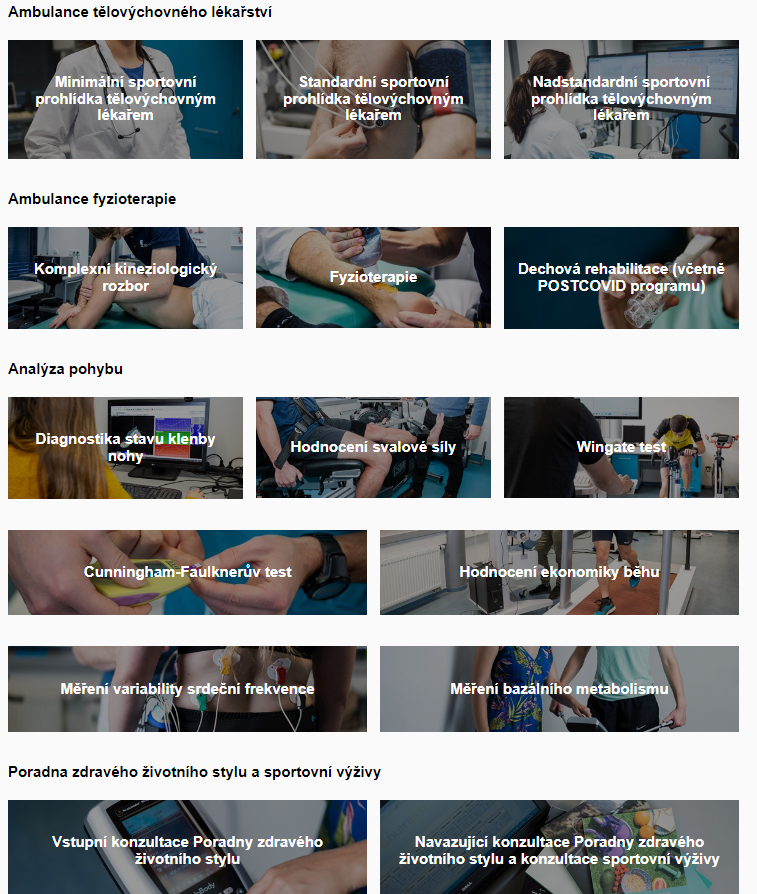 Ambulance tělovýchovného lékařství
Minimální sportovní
prohlídka tělovýchovným
lékařem
Standardní sportovní
prohlídka tělovýchovným
lékařem
Nadstandardní sportovní
prohlídka tělovýchovným
lékařem
Ambulance fyzioterapie
Komplexní kineziologický
rozbor
Fyzioterapie
Dechová rehabilitace (včetně
POSTCOVID programu)
Analýza pohybu
Diagnostika stavu klenby
nohy
Hodnocení svalové síly
Wingate test
Cunningham-Faulknerův test
Hodnocení ekonomiky běhu
Měření variability srdeční frekvence
Měření bazálního metabolismu
Poradna zdravého životního stylu a sportovní výživy
Vstupní konzultace Poradny zdravého
životního stylu
Navazující konzultace Poradny zdravého
životního stylu a konzultace sportovní výživy